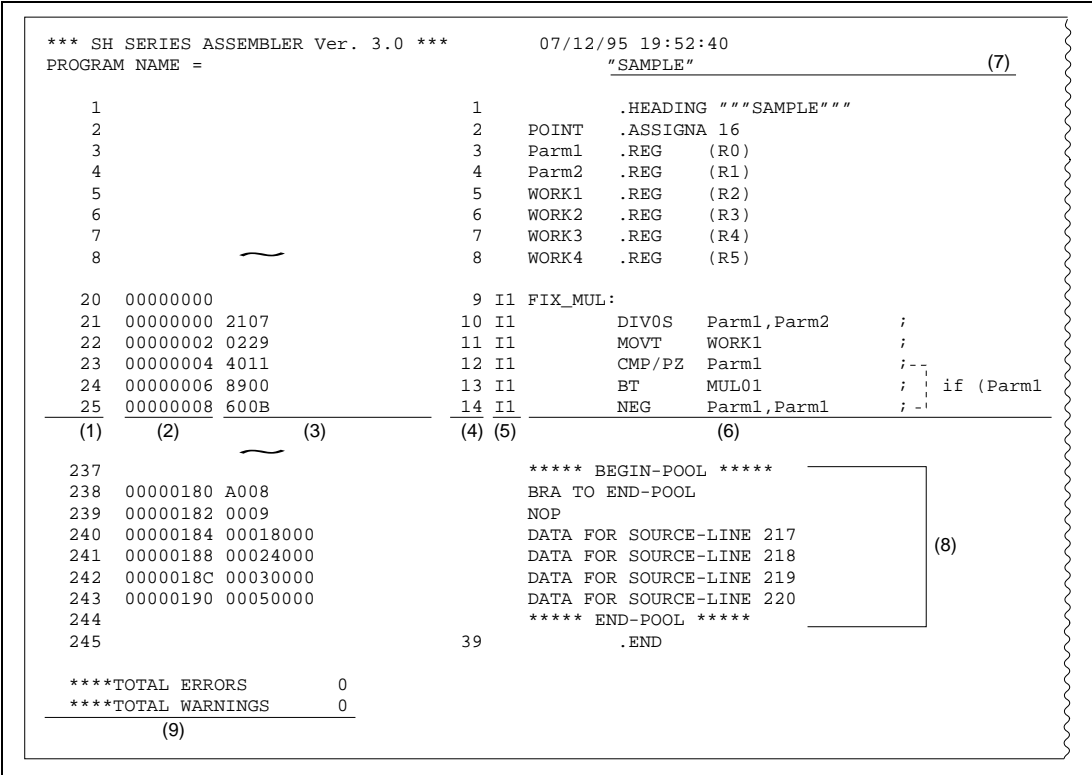 *** SH SERIES ASSEMBLER Ver. 3.0 *** 07/12/95 19:52:40
PROGRAM NAME = "SAMPLE" (7)
1 1 .HEADING """SAMPLE"""
2 2 POINT .ASSIGNA 16
3 3 Parm1 .REG (R0)
4 4 Parm2 .REG (R1)
5 5 WORK1 .REG (R2)
6 6 WORK2 .REG (R3)
7 7 WORK3 .REG (R4)
8 8 WORK4 .REG (R5)
20 00000000 9 I1 FIX_MUL:
21 00000000 2107 10 I1 DIV0S Parm1,Parm2 ;
22 00000002 0229 11 I1 MOVT WORK1 ;
23 00000004 4011 12 I1 CMP/PZ Parm1 ;
24 00000006 8900 13 I1 BT MUL01 ; if (Parm1
25 00000008 600B 14 I1 NEG Parm1,Parm1 ;
(1) (2) (3) (4) (5) (6)
237 ***** BEGIN-POOL *****
238 00000180 A008 BRA TO END-POOL
239 00000182 0009 NOP
240 00000184 00018000 DATA FOR SOURCE-LINE 217
241 00000188 00024000 DATA FOR SOURCE-LINE 218
(8)
242 0000018C 00030000 DATA FOR SOURCE-LINE 219
243 00000190 00050000 DATA FOR SOURCE-LINE 220
244 ***** END-POOL *****
245 39 .END
****TOTAL ERRORS 0
****TOTAL WARNINGS 0
(9)